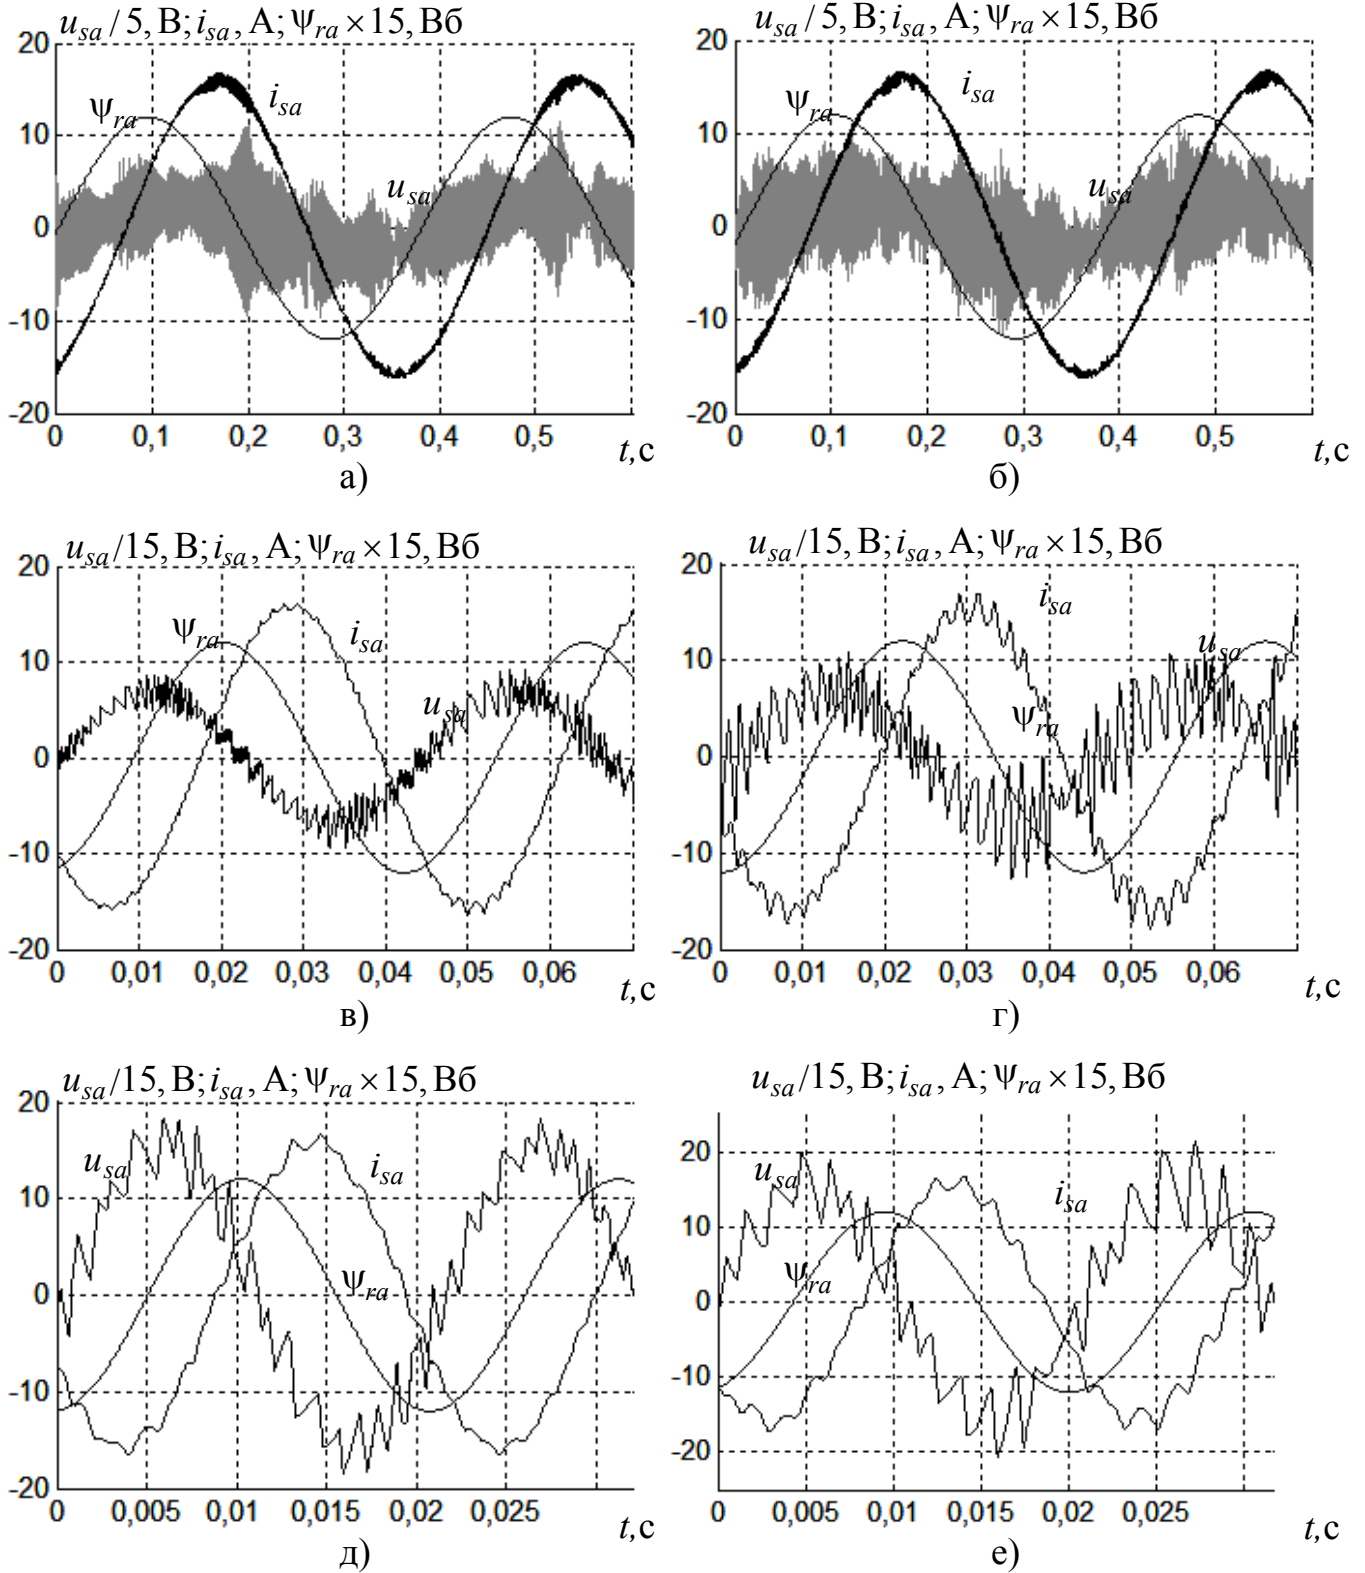 u_sa / 5, В; i_sa, А; Ψ_ra × 15, Вб
20
10
0
-10
-20
Ψ_ra
i_sa
u_sa
0 0,1 0,2 0,3 0,4 0,5
t,с
а)
u_sa / 5, В; i_sa, А; Ψ_ra × 15, Вб
20
10
0
-10
-20
Ψ_ra
i_sa
u_sa
0 0,1 0,2 0,3 0,4 0,5
t,с
б)
u_sa /15, В; i_sa, А; Ψ_ra × 15, Вб
20
10
0
-10
-20
Ψ_ra
i_sa
u_sa
0 0,01 0,02 0,03 0,04 0,05 0,06
t,с
в)
u_sa /15, В; i_sa, А; Ψ_ra × 15, Вб
20
10
0
-10
-20
i_sa
u_sa
Ψ_ra
0 0,01 0,02 0,03 0,04 0,05 0,06
t,с
г)
u_sa /15, В; i_sa, А; Ψ_ra × 15, Вб
20
10
0
-10
-20
u_sa
i_sa
Ψ_ra
0 0,005 0,01 0,015 0,02 0,025
t,с
д)
u_sa /15, В; i_sa, А; Ψ_ra × 15, Вб
20
10
0
-10
-20
u_sa
i_sa
Ψ_ra
0 0,005 0,01 0,015 0,02 0,025
t,с
е)